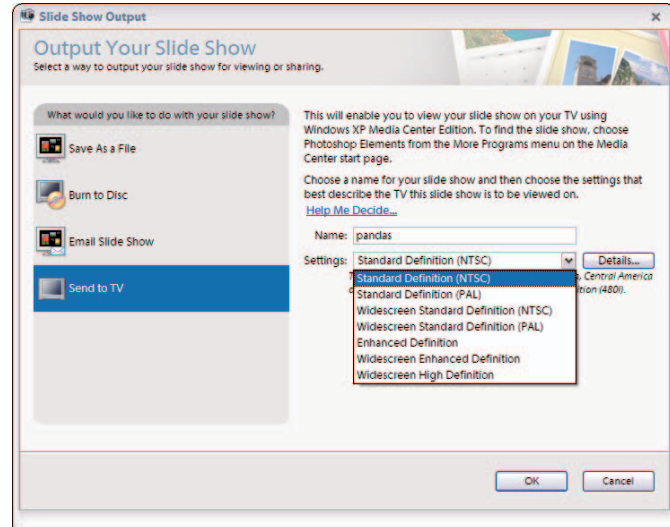 Slide Show Output
Output Your Slide Show
Select a way to output your slide show for viewing or sharing.
What would you like to do with your slide show?
Save As a File
Burn to Disc
Email Slide Show
Send to TV
This will enable you to view your slide show on your TV using
Windows XP Media Center Edition. To find the slide show, choose
Photoshop Elements from the More Programs menu on the Media
Center start page.
Choose a name for your slide show and then choose the settings that
best describe the TV this slide show is to be viewed on.
Help Me Decide...
Name: pandas
Settings: Standard Definition (NTSC) Details...
, Central America
(480i).
Standard Definition (NTSC)
Standard Definition (PAL)
Widescreen Standard Definition (NTSC)
Widescreen Standard Definition (PAL)
Enhanced Definition
Widescreen Enhanced Definition
Widescreen High Definition
OK Cancel